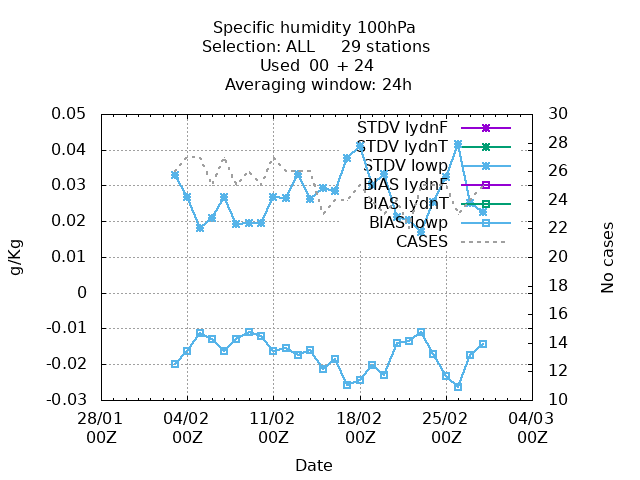 Specific humidity 100hPa
Selection: ALL 29 stations
Used 00 + 24
Averaging window: 24h
0.05
0.04
0.03
0.02
0.01
0
-0.01
-0.02
-0.03
g/Kg
30
28
26
24
22
20
18
16
14
12
10
No cases
STDV lydnF
STDV lydnT
STDV lowp
BIAS lydnF
BIAS lydnT
BIAS lowp
CASES
28/01 04/02 11/02 18/02 25/02 04/03
00Z 00Z 00Z 00Z 00Z 00Z
Date